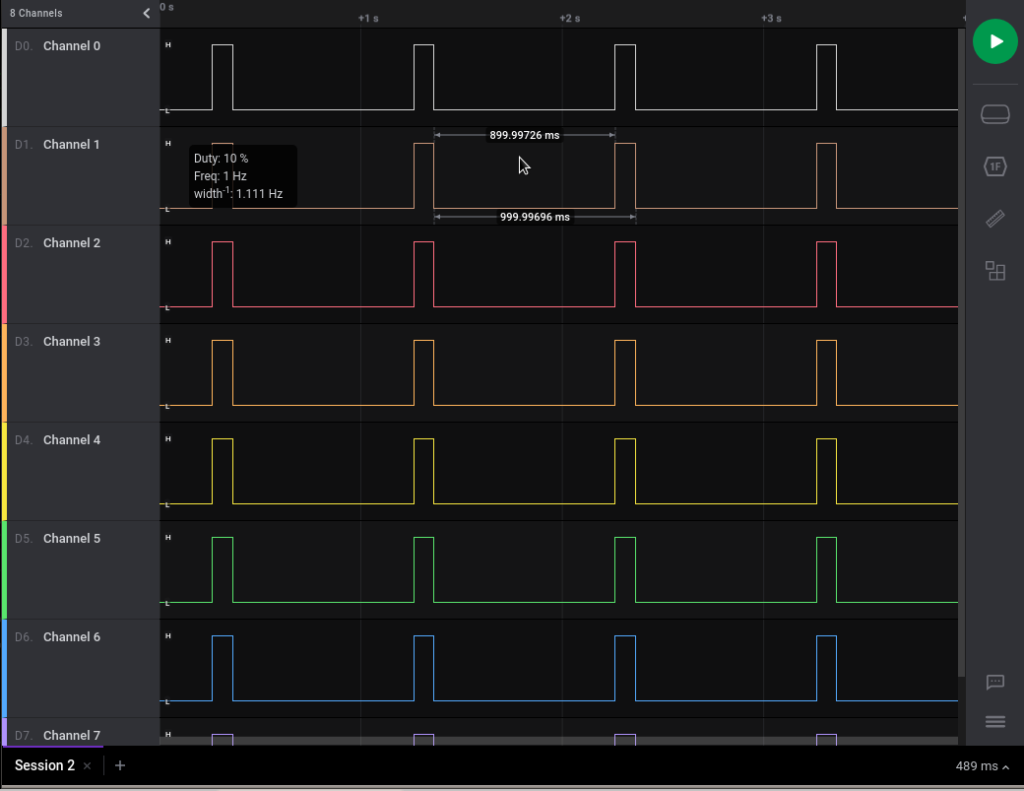 8 Channels
0 s
+1 s
+2 s
+3 s
D0. Channel 0
H
L
D1. Channel 1
H
L
899.99726 ms
Duty: 10 %
Freq: 1 Hz
width-1: 1.111 Hz
999.99696 ms
D2. Channel 2
H
L
D3. Channel 3
H
L
D4. Channel 4
H
L
D5. Channel 5
H
L
D6. Channel 6
H
L
D7. Channel 7
H
1F
Session 2
489 ms